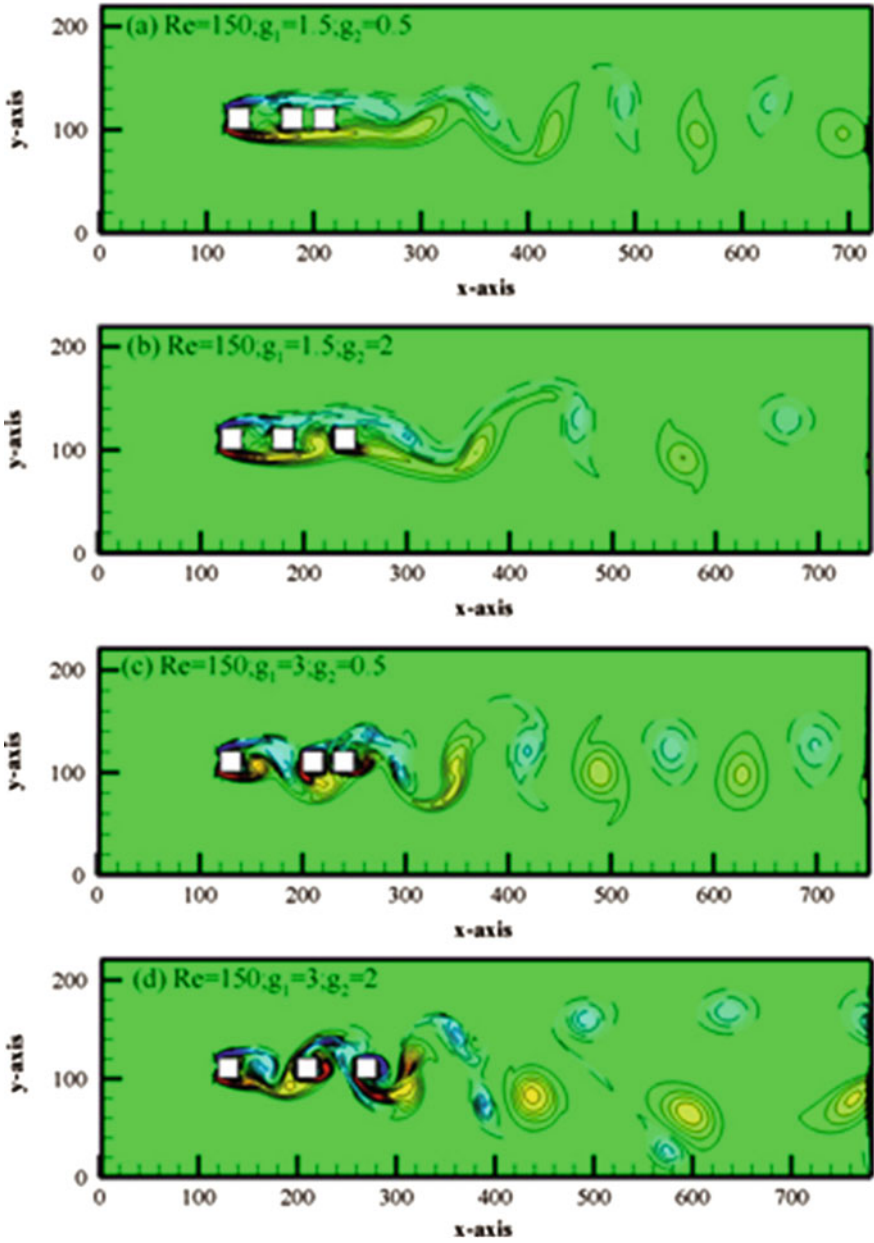 (a) Re=150;g₁=1.5;g₂=0.5
200
100
0
y-axis
0 100 200 300 400 500 600 700
x-axis
(b) Re=150;g₁=1.5;g₂=2
200
100
0
y-axis
0 100 200 300 400 500 600 700
x-axis
(c) Re=150;g₁=3;g₂=0.5
200
100
0
y-axis
0 100 200 300 400 500 600 700
x-axis
(d) Re=150;g₁=3;g₂=2
200
100
0
y-axis
0 100 200 300 400 500 600 700
x-axis